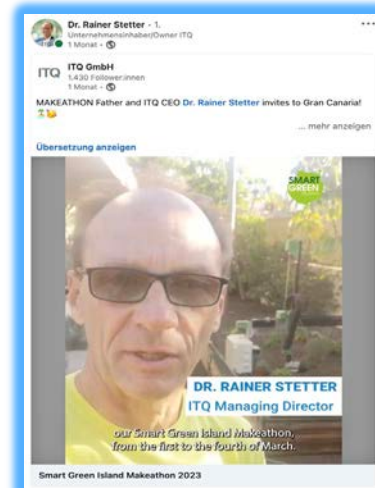 Dr. Rainer Stetter · 1.
Unternehmensinhaber/Owner ITQ
1 Monat ·
ITQ
ITQ GmbH
1.430 Follower:innen
1 Monat ·
MAKEATHON Father and ITQ CEO Dr. Rainer Stetter invites to Gran Canaria!
... mehr anzeigen
Übersetzung anzeigen
SMART
GREEN
DR. RAINER STETTER
ITQ Managing Director
our Smart Green Island Makeathon,
from the first to the fourth of March.
Smart Green Island Makeathon 2023